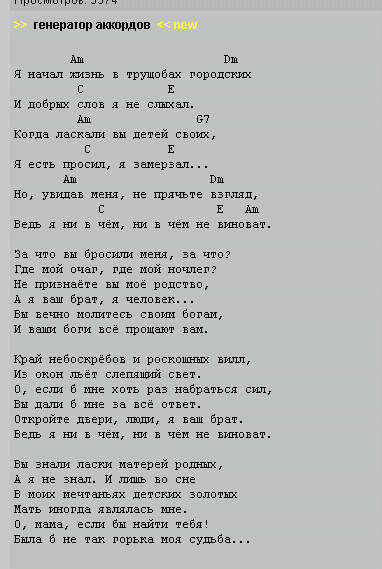 Просмотров: 5574
>> генератор аккордов << new
Am Dm
Я начал жизнь в трущобах городских
C E
И добрых слов я не слыхал.
Am G7
Когда ласкали вы детей своих,
C E
Я есть просил, я замерзал...
Am Dm
Но, увидав меня, не прячьте взгляд,
C E Am
Ведь я ни в чём, ни в чём не виноват.
За что вы бросили меня, за что?
Где мой очаг, где мой ночлег?
Не признаёте вы моё родство,
А я ваш брат, я человек...
Вы вечно молитесь своим богам,
И ваши боги всё прощают вам.
Край небоскрёбов и роскошных вилл,
Из окон льёт слепящий свет.
О, если б мне хоть раз набраться сил,
Вы дали б мне за всё ответ.
Откройте двери, люди, я ваш брат.
Ведь я ни в чём, ни в чём не виноват.
Вы знали ласки матерей родных,
А я не знал. И лишь во сне
В моих мечтаньях детских золотых
Мать иногда являлась мне.
О, мама, если бы найти тебя!
Была б не так горька моя судьба...